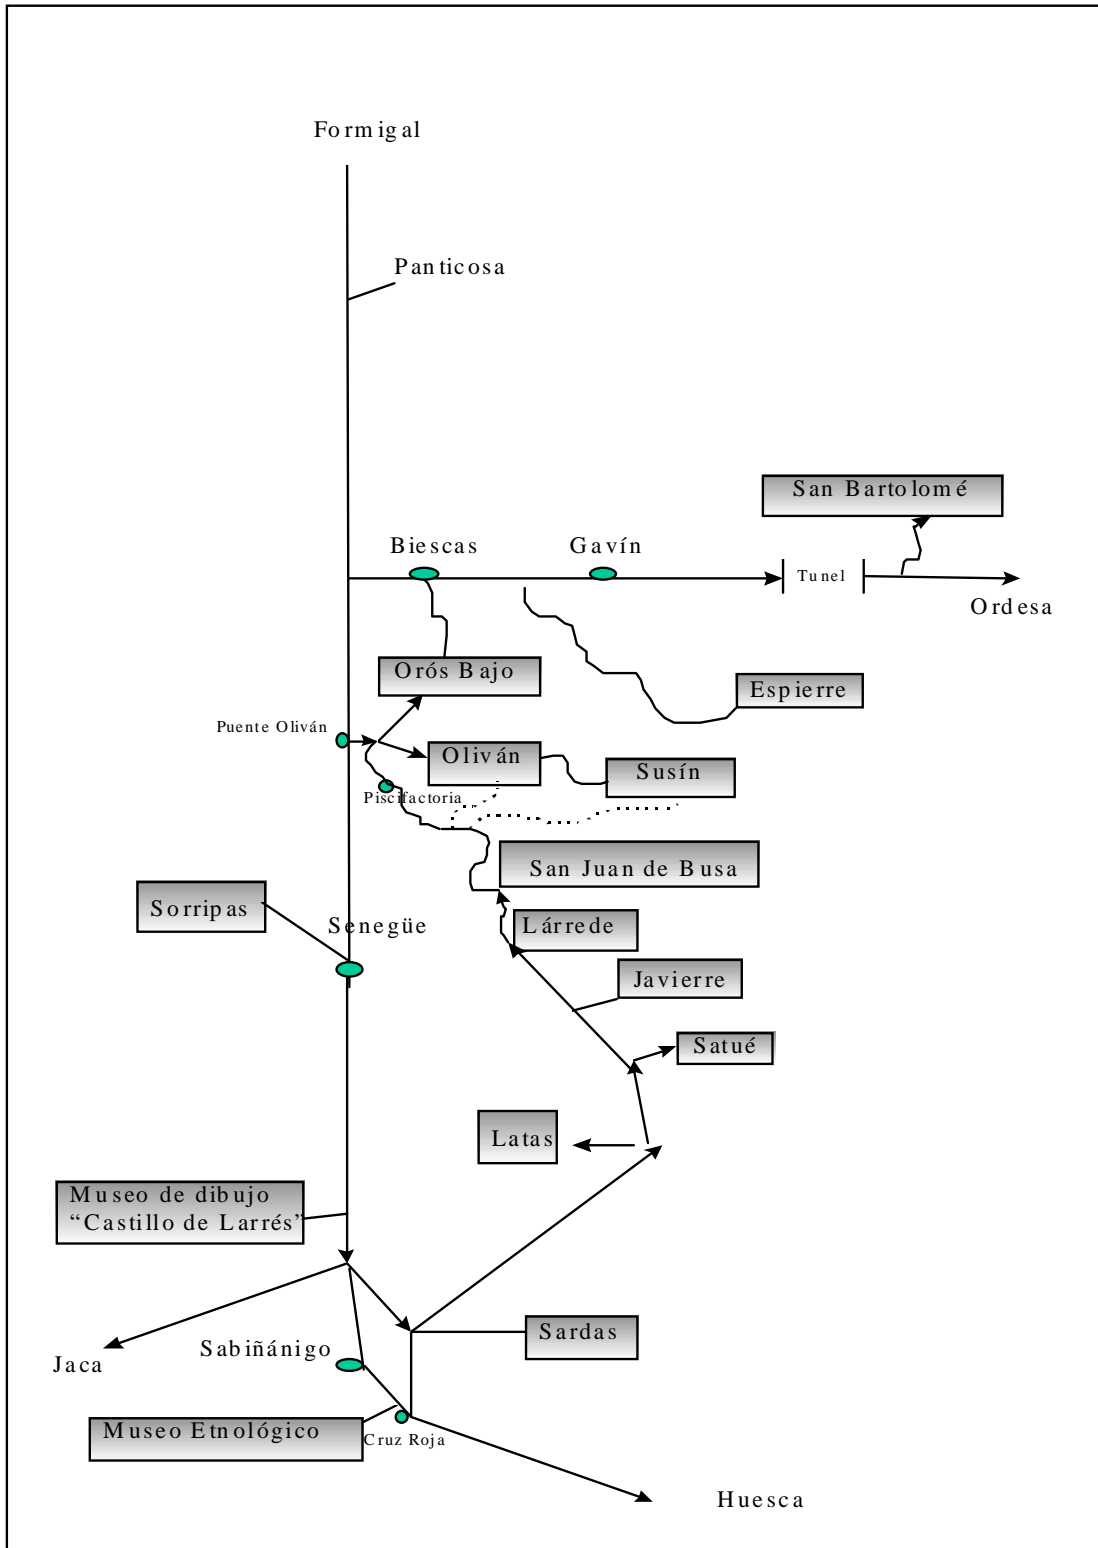 Formigal
Panticosa
San Bartolomé
Biescas
Gavín
Tunel
Ordesa
Orós Bajo
Espierre
Puente Oliván
Oliván
Susín
Piscifactoria
San Juan de Busa
Sorripas
Senegüe
Lárrede
Javierre
Satué
Latas
Museo de dibujo
“Castillo de Larrés”
Sardas
Sabiñánigo
Jaca
Museo Etnológico
Cruz Roja
Huesca